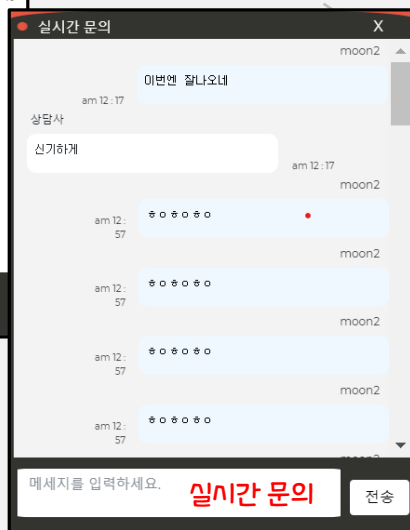 실시간 문의 X
moon2
이번엔 잘나오네
am 12 : 17
상담사
신기하게
am 12 : 17
moon2
ㅎㅇㅎㅇㅎㅇ
am 12 :
57
moon2
ㅎㅇㅎㅇㅎㅇ
am 12 :
57
moon2
ㅎㅇㅎㅇㅎㅇ
am 12 :
57
moon2
ㅎㅇㅎㅇㅎㅇ
am 12 :
57
메세지를 입력하세요.
실시간 문의
전송